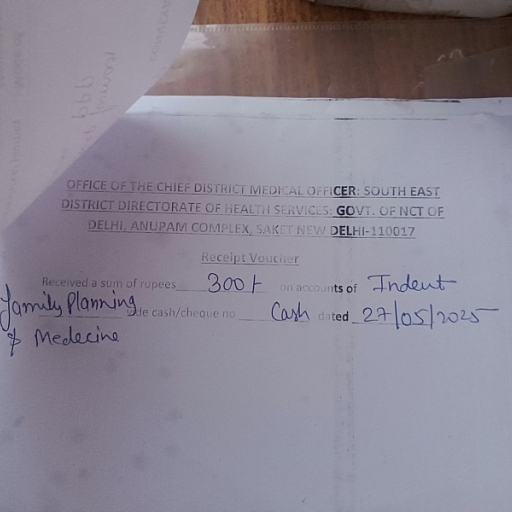 OFFICE OF THE CHIEF DISTRICT MEDICAL OFFICER: SOUTH EAST
DISTRICT DIRECTORATE OF HEALTH SERVICES: GOVT. OF NCT OF
DELHI, ANUPAM COMPLEX, SAKET NEW DELHI-110017
Receipt Voucher
Received a sum of rupees 300/- on accounts of Indent
family Planning vide cash/cheque no Cash dated 27/05/2025
& Medecine